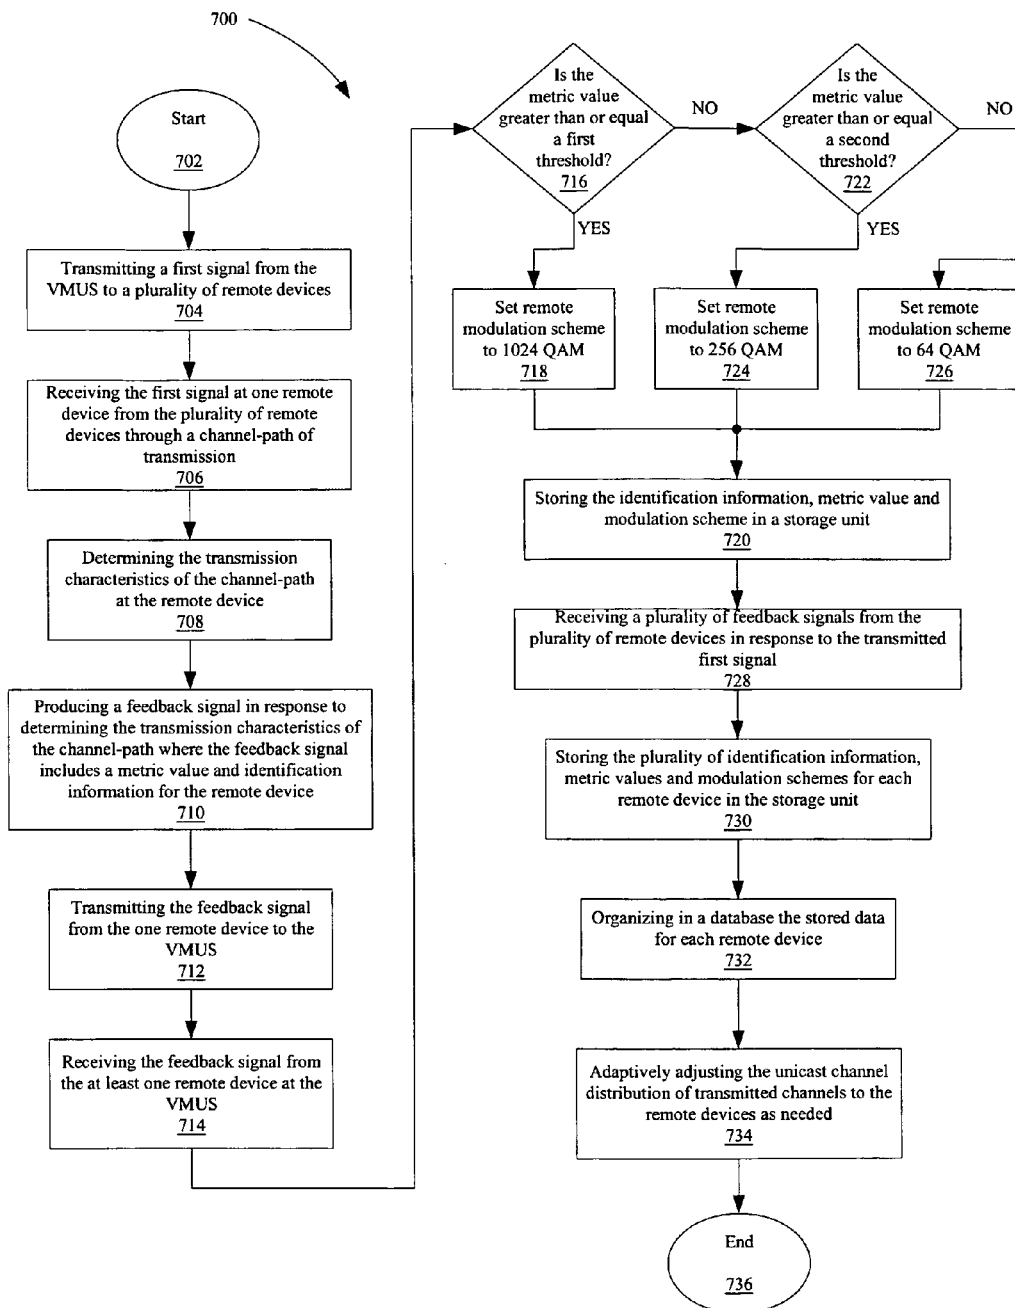 700
Start
702
Transmitting a first signal from the
VMUS to a plurality of remote devices
704
Receiving the first signal at one remote
device from the plurality of remote
devices through a channel-path of
transmission
706
Determining the transmission
characteristics of the channel-path
at the remote device
708
Producing a feedback signal in response to
determining the transmission characteristics of
the channel-path where the feedback signal
includes a metric value and identification
information for the remote device
710
Transmitting the feedback signal
from the one remote device to the
VMUS
712
Receiving the feedback signal from
the at least one remote device at the
VMUS
714
Is the
metric value
greater than or equal
a first
threshold?
716
NO
YES
Is the
metric value
greater than or equal
a second
threshold?
722
NO
YES
Set remote
modulation scheme
to 1024 QAM
718
Set remote
modulation scheme
to 256 QAM
724
Set remote
modulation scheme
to 64 QAM
726
Storing the identification information, metric value and
modulation scheme in a storage unit
720
Receiving a plurality of feedback signals from the
plurality of remote devices in response to the transmitted
first signal
728
Storing the plurality of identification information,
metric values and modulation schemes for each
remote device in the storage unit
730
Organizing in a database the stored data
for each remote device
732
Adaptively adjusting the unicast channel
distribution of transmitted channels to the
remote devices as needed
734
End
736